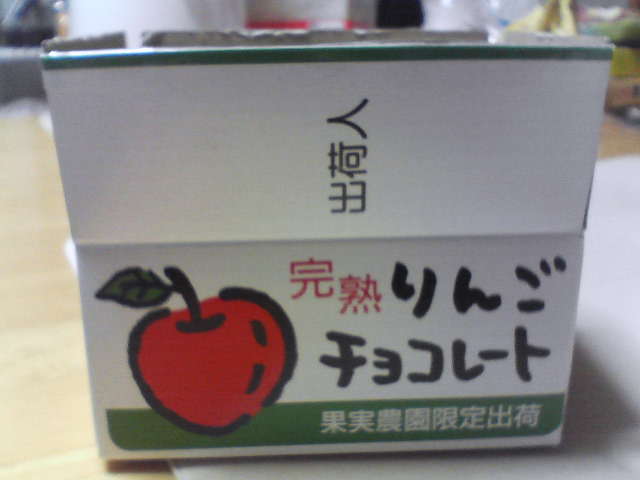 出荷人
完熟りんご
チョコレート
果実農園限定出荷